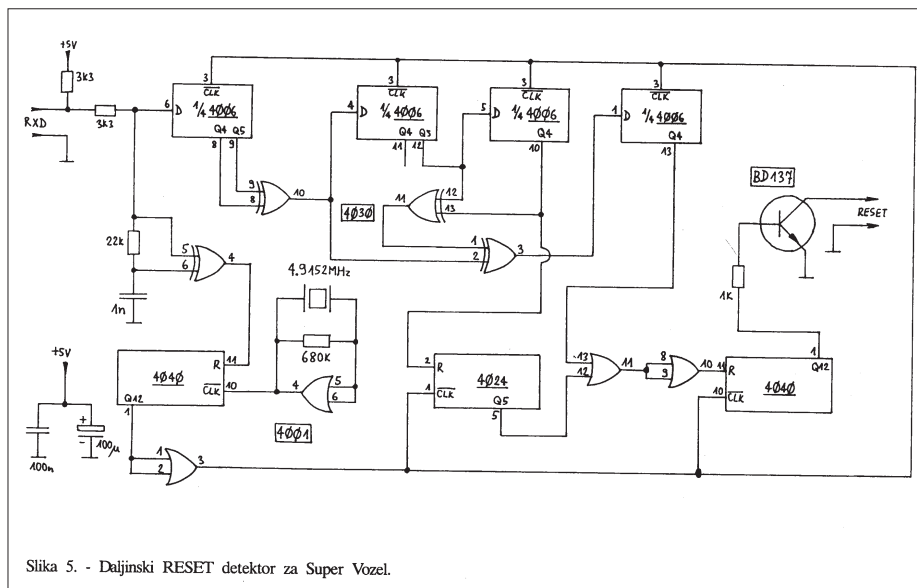 +5V
3K3
3K3
RXD
6
3
CLK
D
1/4 4006
Q4 Q5
8 9
9
8
10
4
3
CLK
D
1/4 4006
Q4 Q3
11 12
5
3
CLK
D
1/4 4006
Q4
10
1
3
CLK
D
1/4 4006
Q4
13
4030
11
12
13
1
2
3
BD137
RESET
1K
22k
1n
5
6
4
4.9152MHz
680K
4
5
6
4001
+5V
100n
+
-
100µ
4040
R
11
CLK
10
Q12
1
1
2
3
2
R
4024
1
CLK
Q5
5
13
12
11
8
9
10
11
R
4040
10
CLK
Q12
1
Slika 5. - Daljinski RESET detektor za Super Vozel.